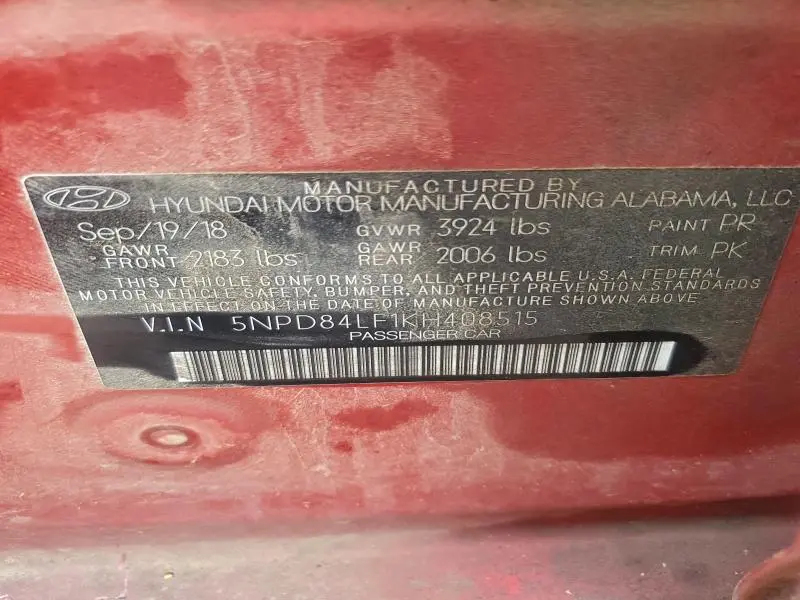 MANUFACTURED BY
HYUNDAI MOTOR MANUFACTURING ALABAMA, LLC
Sep/19/18 GVWR 3924 lbs PAINT PR
GAWR FRONT 2183 lbs GAWR REAR 2006 lbs TRIM PK
THIS VEHICLE CONFORMS TO ALL APPLICABLE U.S.A. FEDERAL
MOTOR VEHICLE SAFETY, BUMPER, AND THEFT PREVENTION STANDARDS
IN EFFECT ON THE DATE OF MANUFACTURE SHOWN ABOVE.
V.I.N 5NPD84LF1KH408515
PASSENGER CAR